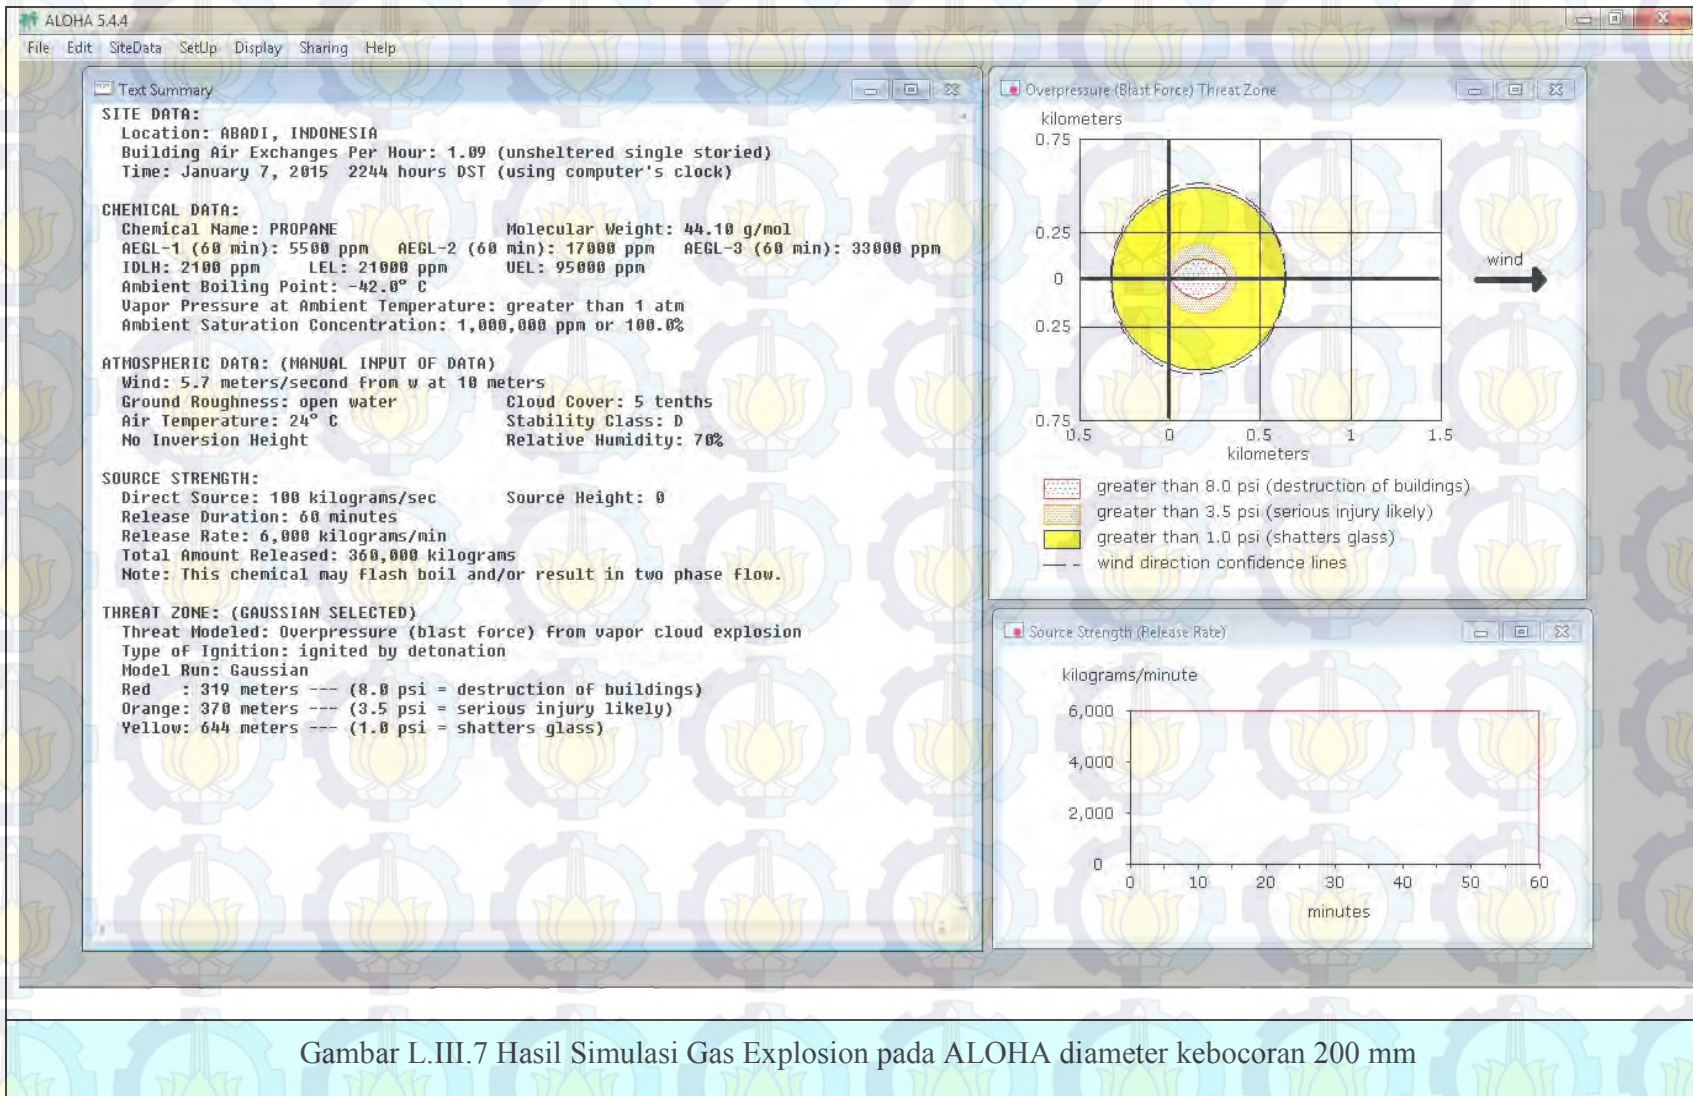 ALOHA 5.4.4
File Edit SiteData SetUp Display Sharing Help
Text Summary
SITE DATA:
Location: ABADI, INDONESIA
Building Air Exchanges Per Hour: 1.09 (unsheltered single storied)
Time: January 7, 2015 2244 hours DST (using computer's clock)
CHEMICAL DATA:
Chemical Name: PROPANE Molecular Weight: 44.10 g/mol
AEGL-1 (60 min): 5500 ppm AEGL-2 (60 min): 17000 ppm AEGL-3 (60 min): 33000 ppm
IDLH: 2100 ppm LEL: 21000 ppm UEL: 95000 ppm
Ambient Boiling Point: -42.0° C
Vapor Pressure at Ambient Temperature: greater than 1 atm
Ambient Saturation Concentration: 1,000,000 ppm or 100.0%
ATMOSPHERIC DATA: (MANUAL INPUT OF DATA)
Wind: 5.7 meters/second from w at 10 meters
Ground Roughness: open water Cloud Cover: 5 tenths
Air Temperature: 24° C Stability Class: D
No Inversion Height Relative Humidity: 70%
SOURCE STRENGTH:
Direct Source: 100 kilograms/sec Source Height: 0
Release Duration: 60 minutes
Release Rate: 6,000 kilograms/min
Total Amount Released: 360,000 kilograms
Note: This chemical may flash boil and/or result in two phase flow.
THREAT ZONE: (GAUSSIAN SELECTED)
Threat Modeled: Overpressure (blast force) from vapor cloud explosion
Type of Ignition: ignited by detonation
Model Run: Gaussian
Red : 319 meters --- (8.0 psi = destruction of buildings)
Orange: 370 meters --- (3.5 psi = serious injury likely)
Yellow: 644 meters --- (1.0 psi = shatters glass)
Overpressure (Blast Force) Threat Zone
kilometers
0.75
0.25
0
0.25
0.75
0.5 0 0.5 1 1.5
kilometers
wind
greater than 8.0 psi (destruction of buildings)
greater than 3.5 psi (serious injury likely)
greater than 1.0 psi (shatters glass)
wind direction confidence lines
Source Strength (Release Rate)
kilograms/minute
6,000
4,000
2,000
0
0 10 20 30 40 50 60
minutes
Gambar L.III.7 Hasil Simulasi Gas Explosion pada ALOHA diameter kebocoran 200 mm